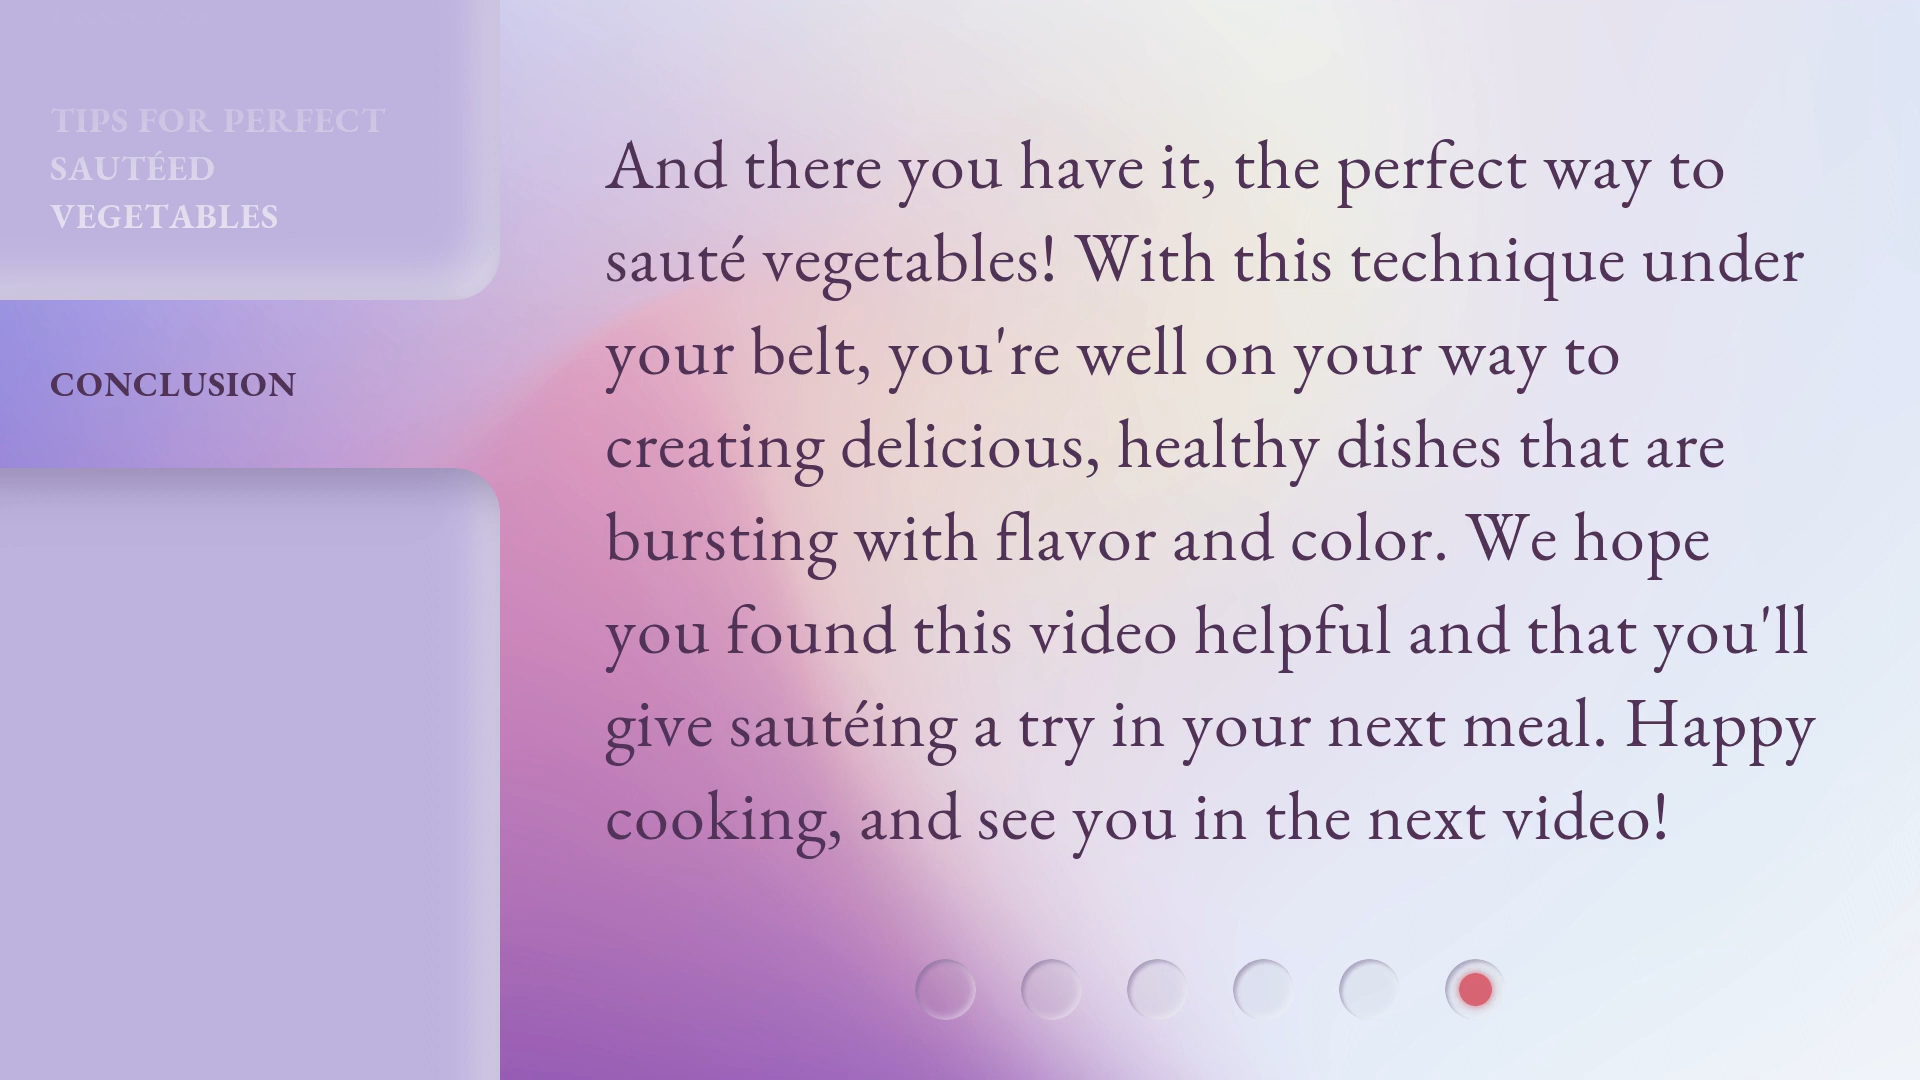 TIPS FOR PERFECT
SAUTÉED
VEGETABLES
CONCLUSION
And there you have it, the perfect way to
sauté vegetables! With this technique under
your belt, you're well on your way to
creating delicious, healthy dishes that are
bursting with flavor and color. We hope
you found this video helpful and that you'll
give sautéing a try in your next meal. Happy
cooking, and see you in the next video!